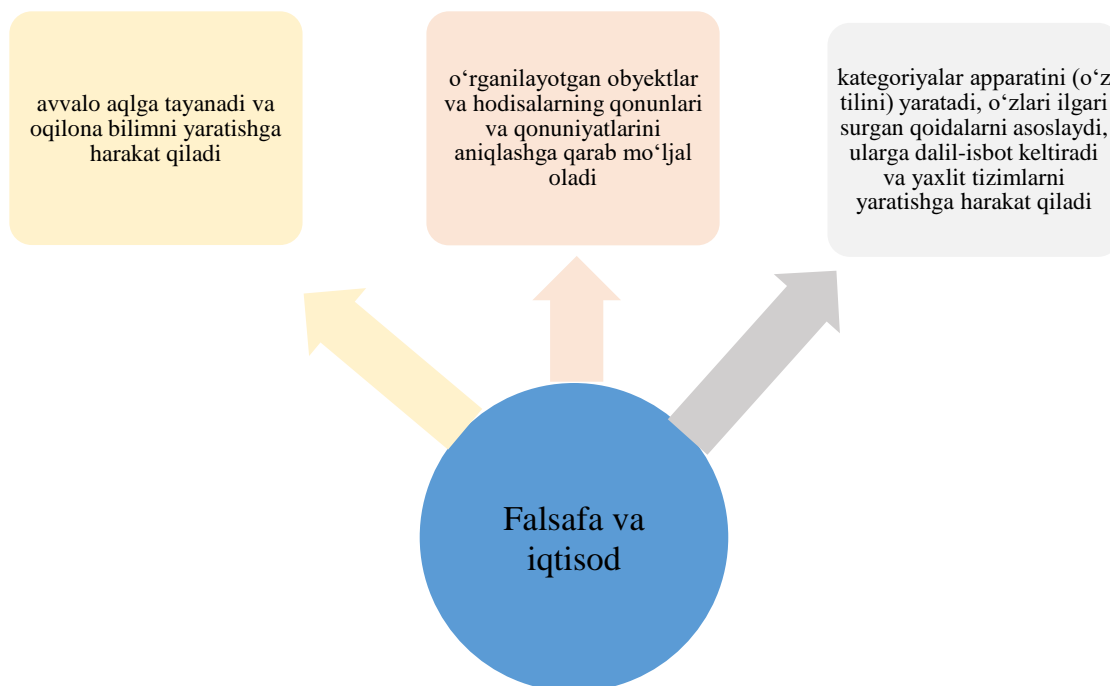 avvalo aqlga tayanadi va
oqilona bilimni yaratishga
harakat qiladi
o‘rganilayotgan obyektlar
va hodisalarning qonunlari
va qonuniyatlarini
aniqlashga qarab mo‘ljal
oladi
kategoriyalar apparatini (o‘z
tilini) yaratadi, o‘zlari ilgari
surgan qoidalarni asoslaydi,
ularga dalil-isbot keltiradi
va yaxlit tizimlarni
yaratishga harakat qiladi
Falsafa va
iqtisod